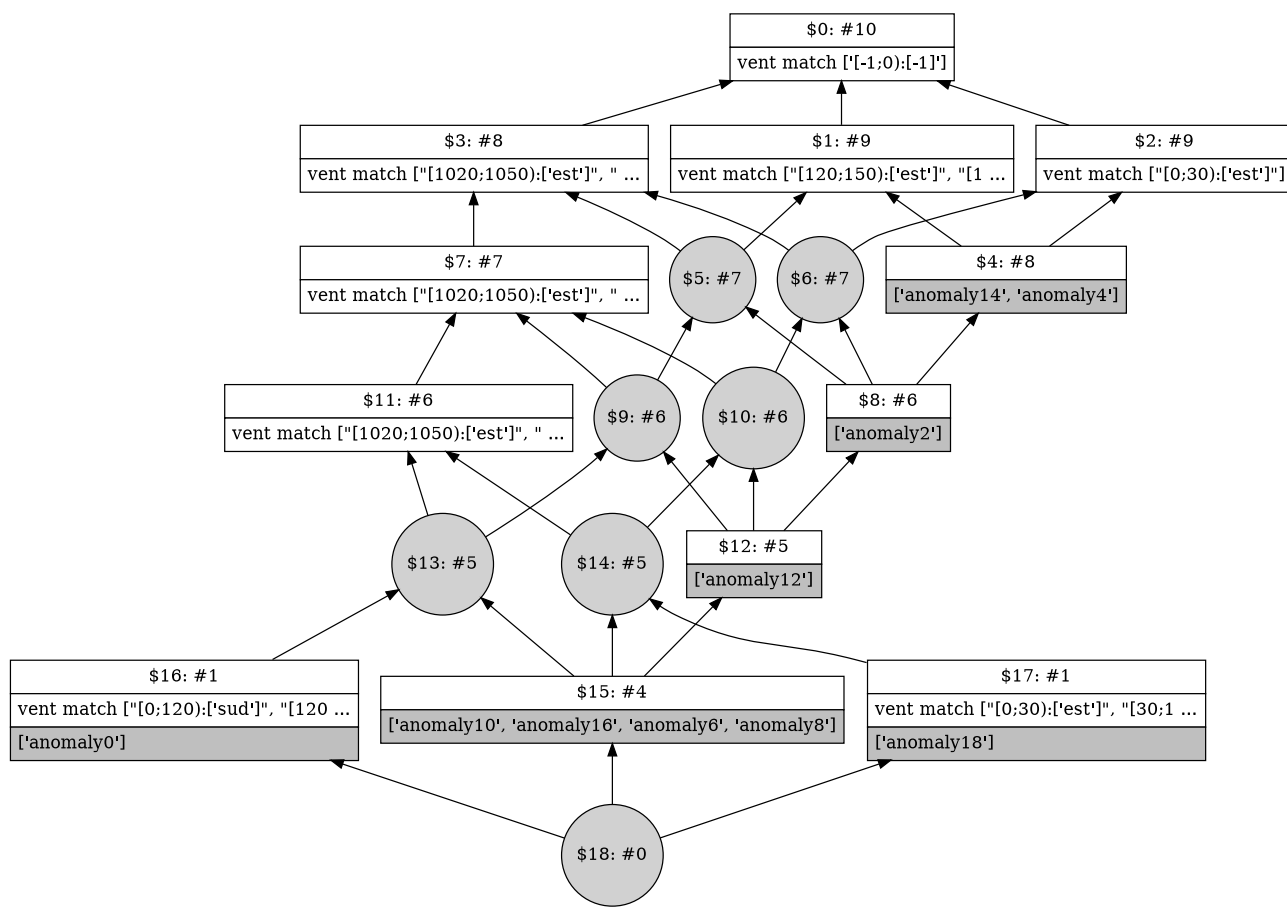 $0: #10
vent match ['[-1;0):[-1]']
$3: #8
vent match ["[1020;1050):['est']", " ...
$1: #9
vent match ["[120;150):['est']", "[1 ...
$2: #9
vent match ["[0;30):['est']"]
$7: #7
vent match ["[1020;1050):['est']", " ...
$5: #7
$6: #7
$4: #8
['anomaly14', 'anomaly4']
$11: #6
vent match ["[1020;1050):['est']", " ...
$9: #6
$10: #6
$8: #6
['anomaly2']
$13: #5
$14: #5
$12: #5
['anomaly12']
$16: #1
vent match ["[0;120):['sud']", "[120 ...
['anomaly0']
$15: #4
['anomaly10', 'anomaly16', 'anomaly6', 'anomaly8']
$17: #1
vent match ["[0;30):['est']", "[30;1 ...
['anomaly18']
$18: #0